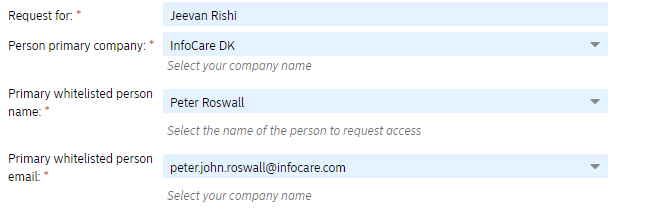 Request for: * Jeevan Rishi
Person primary company: * InfoCare DK
Select your company name
Primary whitelisted person
name: * Peter Roswall
Select the name of the person to request access
Primary whitelisted person
email: * peter.john.roswall@infocare.com
Select your company name